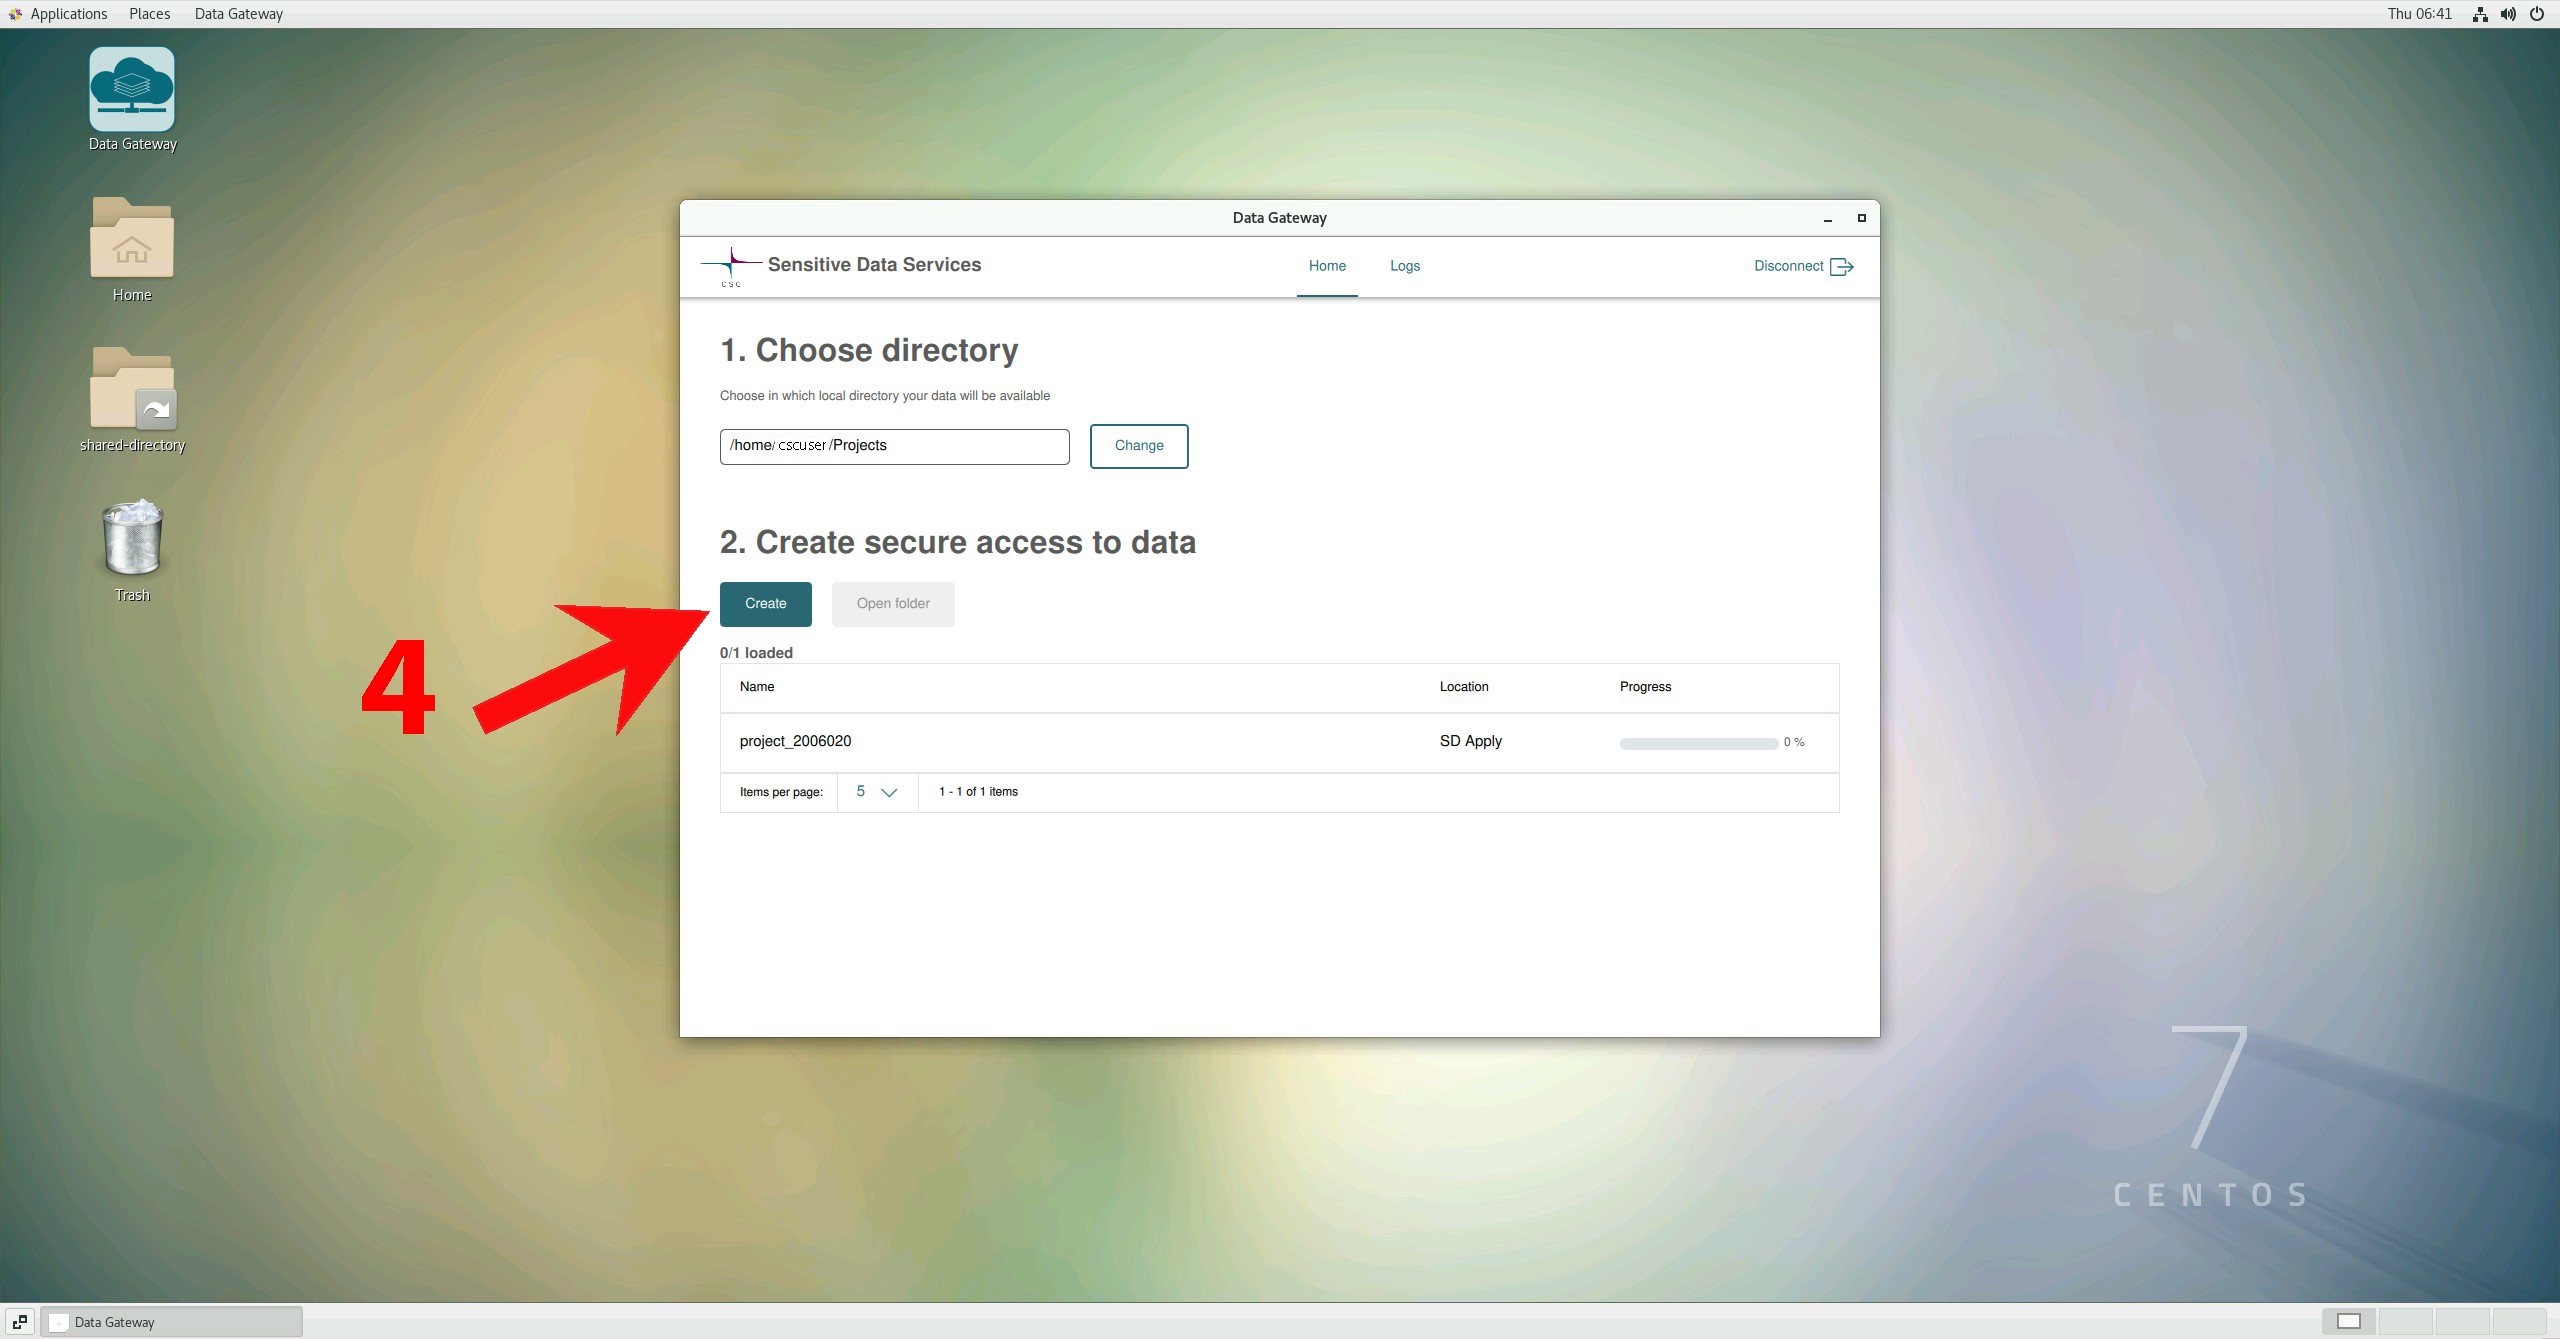 Applications Places Data Gateway Thu 06:41
Data Gateway
Home
shared-directory
Trash
Data Gateway
csc Sensitive Data Services Home Logs Disconnect
1. Choose directory
Choose in which local directory your data will be available
/home/cscuser/Projects Change
2. Create secure access to data
Create Open folder
4
0/1 loaded
Name Location Progress
project_2006020 SD Apply 0 %
Items per page: 5 1 - 1 of 1 items
7
CENTOS
Data Gateway